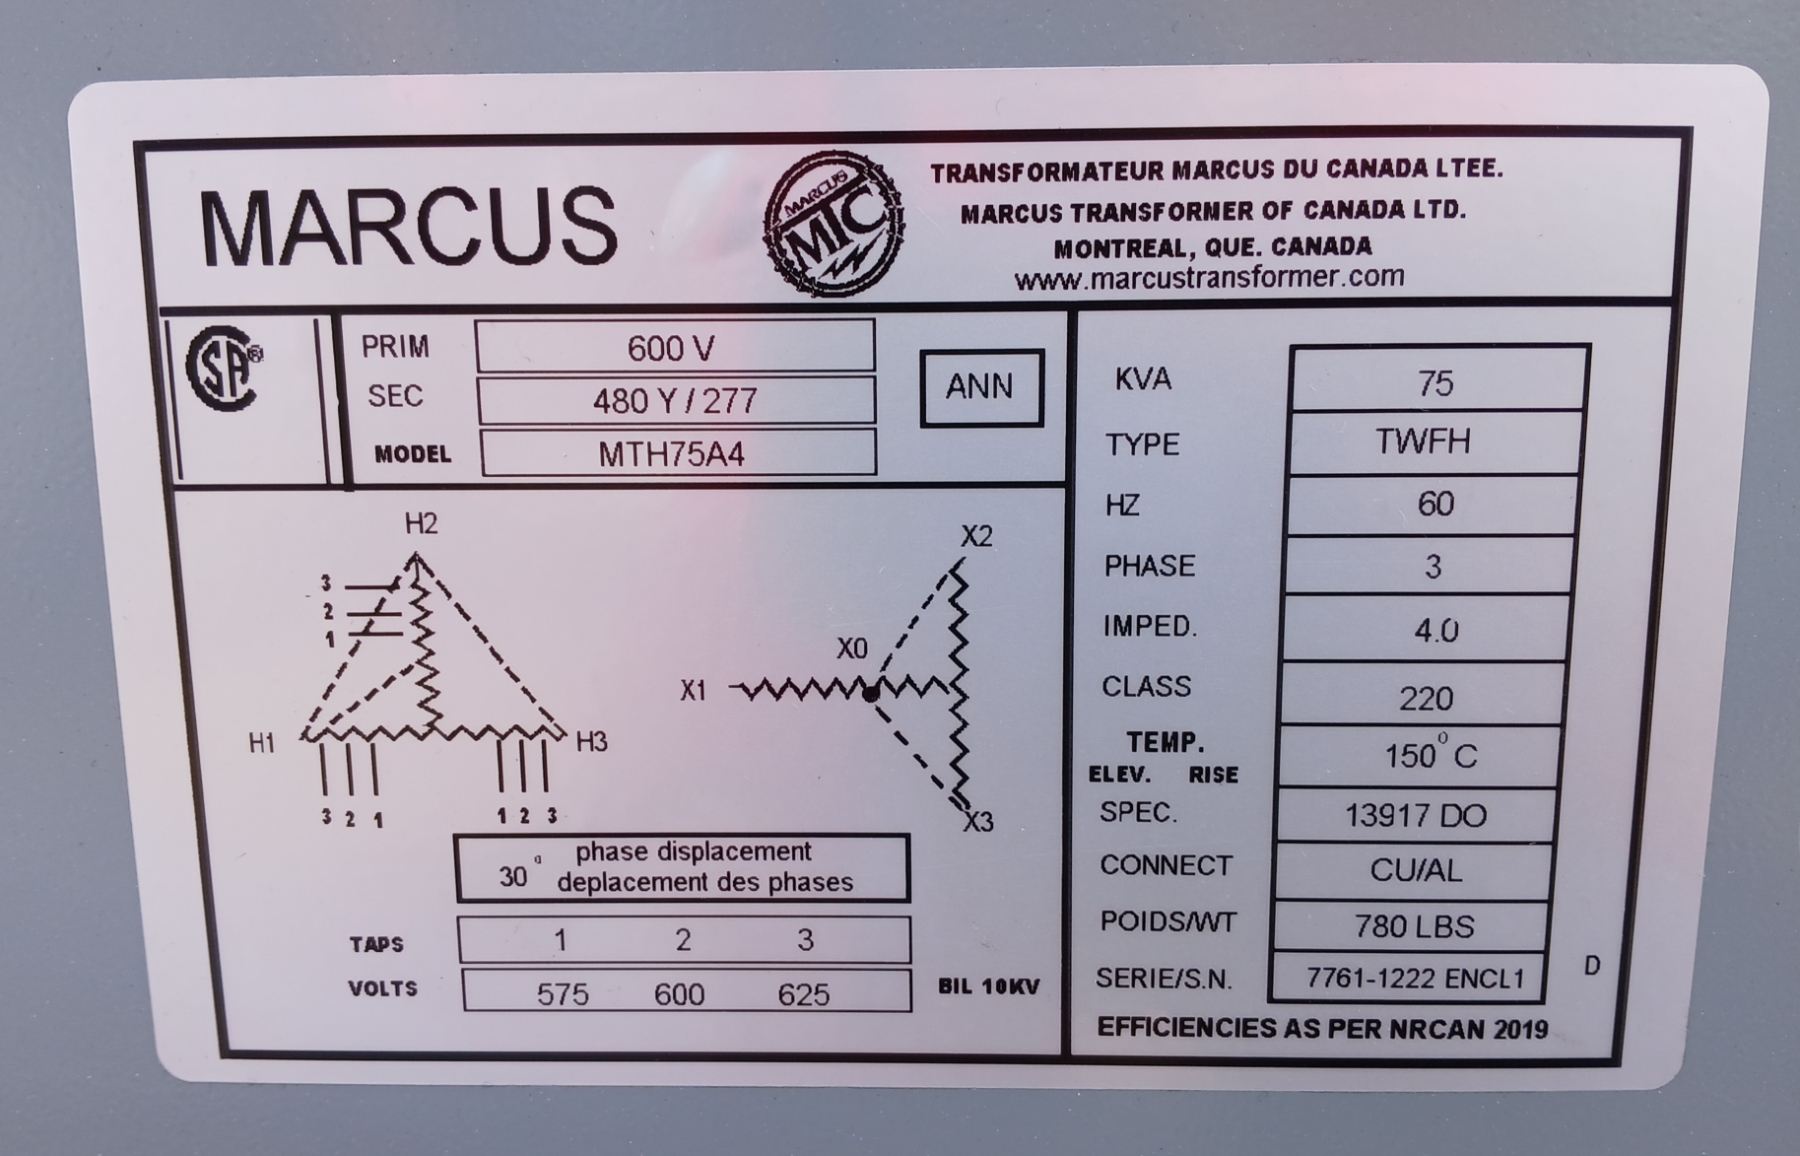 MARCUS
MARCUS
MTC
TRANSFORMATEUR MARCUS DU CANADA LTEE.
MARCUS TRANSFORMER OF CANADA LTD.
MONTREAL, QUE. CANADA
www.marcustransformer.com
CSA®
PRIM 600 V
SEC 480 Y / 277
MODEL MTH75A4
ANN
H2
3
2
1
H1
H3
3 2 1
1 2 3
X2
X0
X1
X3
30° phase displacement
deplacement des phases
TAPS 1 2 3
VOLTS 575 600 625
BIL 10KV
KVA 75
TYPE TWFH
HZ 60
PHASE 3
IMPED. 4.0
CLASS 220
TEMP. 150°C
ELEV. RISE
SPEC. 13917 DO
CONNECT CU/AL
POIDS/WT 780 LBS
SERIE/S.N. 7761-1222 ENCL1
D
EFFICIENCIES AS PER NRCAN 2019